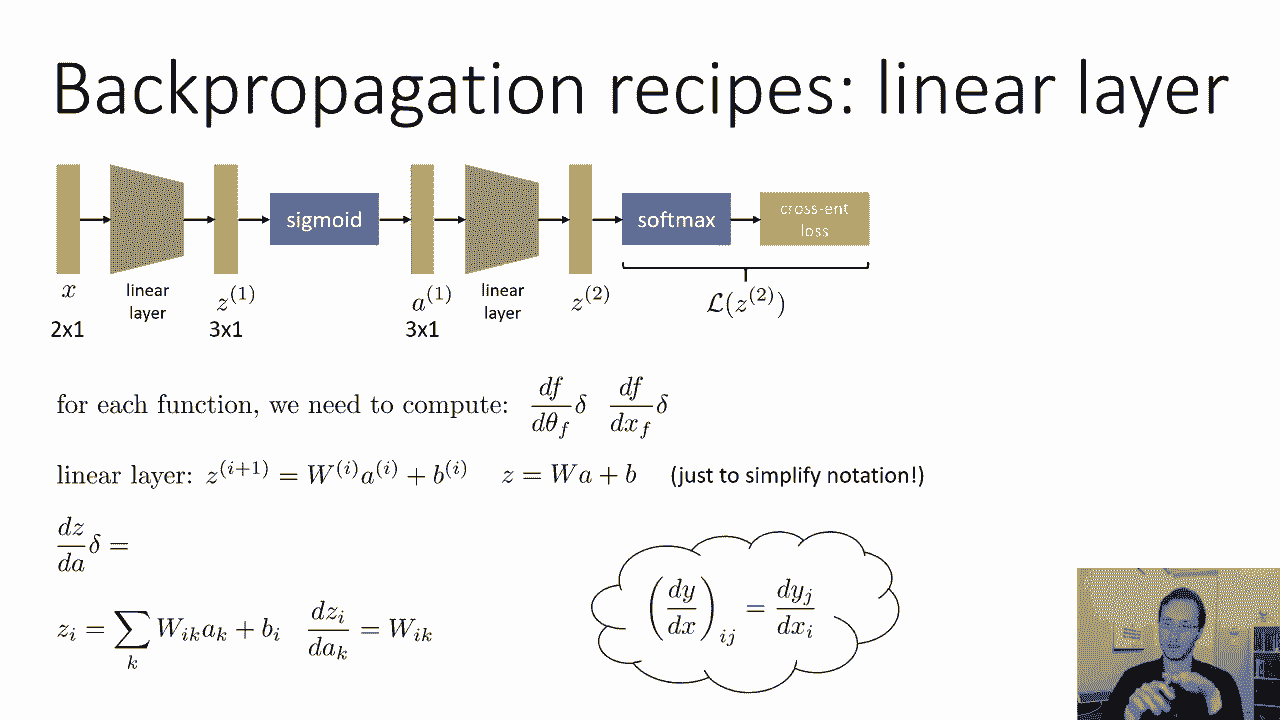 Backpropagation recipes: linear layer
sigmoid
softmax
cross-ent
loss
x
linear
layer
z^{(1)}
a^{(1)}
linear
layer
z^{(2)}
\mathcal{L}(z^{(2)})
2x1
3x1
3x1
for each function, we need to compute: \frac{df}{d\theta_f}\delta \frac{df}{dx_f}\delta
linear layer: z^{(i+1)} = W^{(i)}a^{(i)} + b^{(i)} z = Wa + b (just to simplify notation!)
\frac{dz}{da}\delta =
z_i = \sum_k W_{ik}a_k + b_i \frac{dz_i}{da_k} = W_{ik}
\left(\frac{dy}{dx}\right)_{ij} = \frac{dy_j}{dx_i}